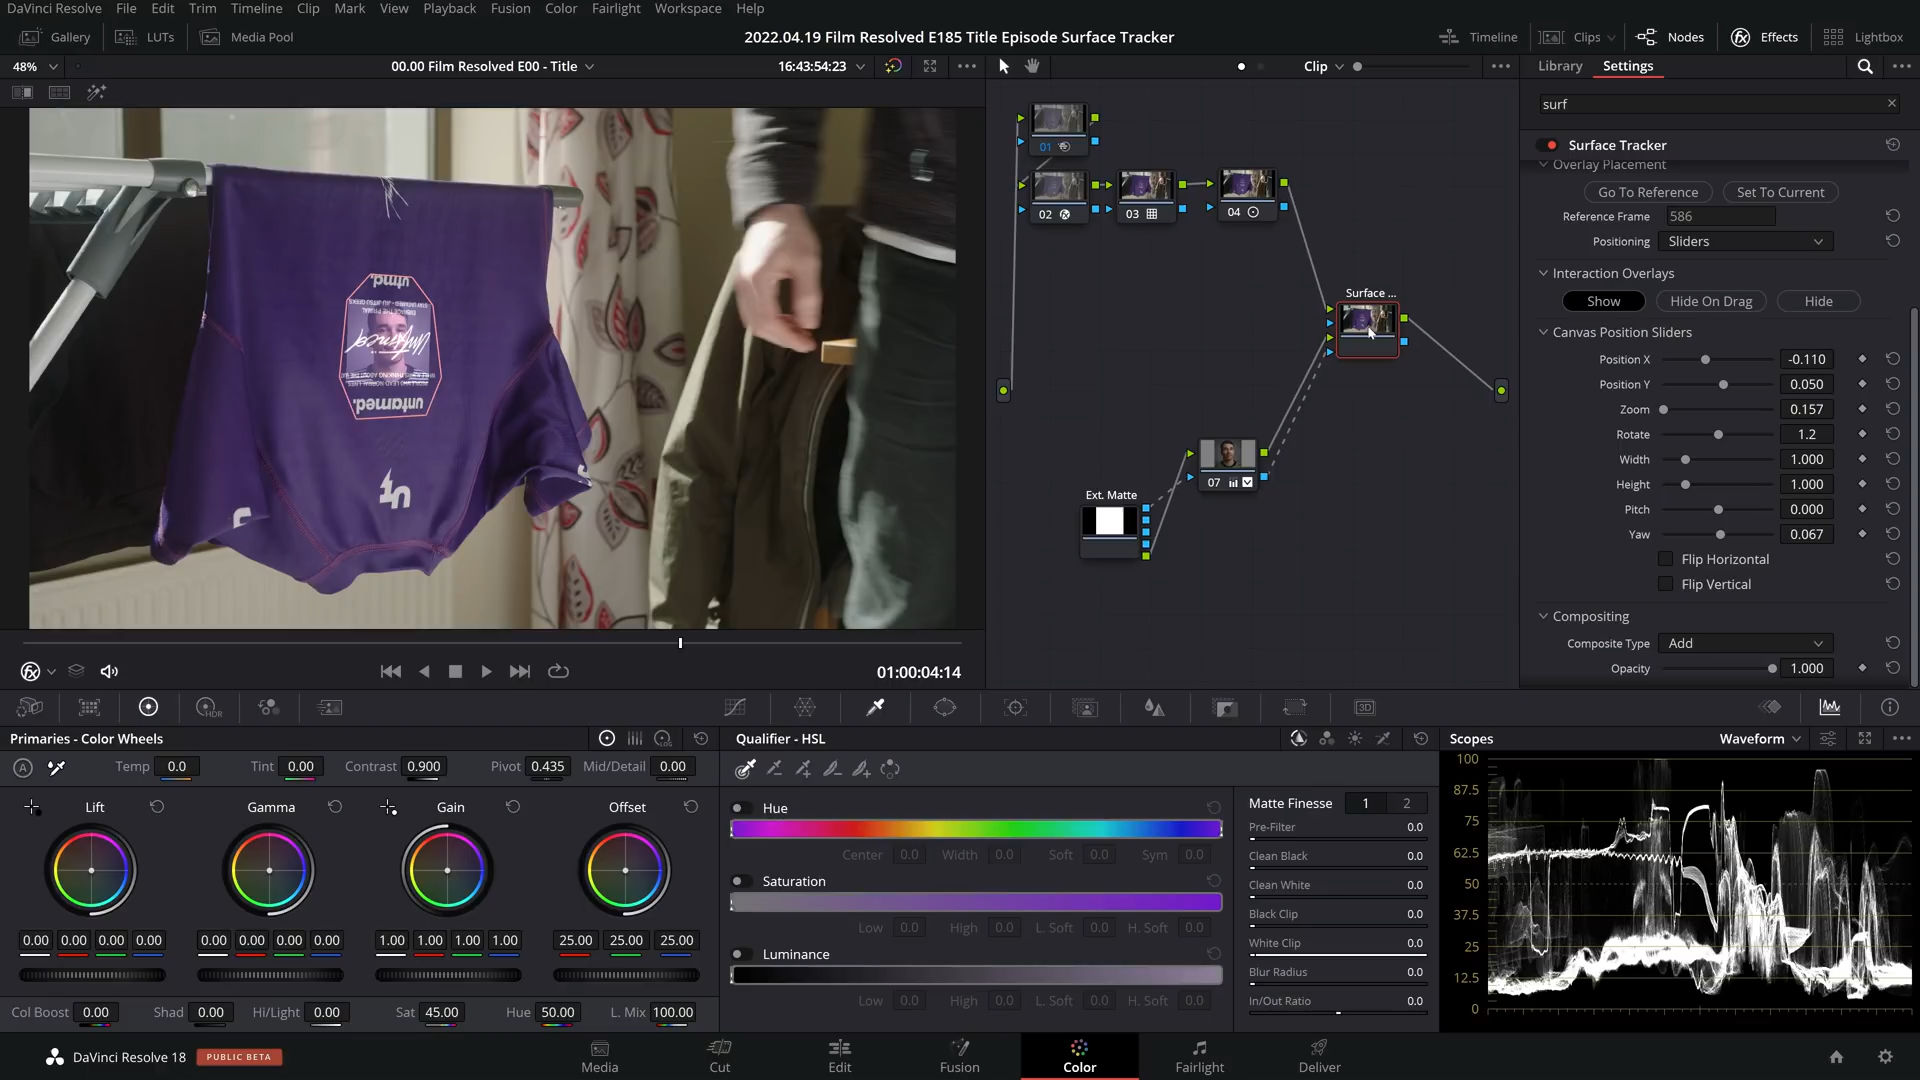 DaVinci Resolve File Edit Trim Timeline Clip Mark View Playback Fusion Color Fairlight Workspace Help
Gallery LUTs Media Pool 2022.04.19 Film Resolved E185 Title Episode Surface Tracker Timeline Clips Nodes Effects Lightbox
48% 00.00 Film Resolved E00 - Title 16:43:54:23 Clip Library Settings
surf
Surface Tracker
Overlay Placement
Go To Reference Set To Current
Reference Frame 586
Positioning Sliders
Interaction Overlays
Show Hide On Drag Hide
Canvas Position Sliders
Position X -0.110
Position Y 0.050
Zoom 0.157
Rotate 1.2
Width 1.000
Height 1.000
Pitch 0.000
Yaw 0.067
Flip Horizontal
Flip Vertical
Compositing
Composite Type Add
Opacity 1.000
01
02 03 04
Surface ...
07
Ext. Matte
utmd.
STAY UNTAMED. JIU-JITSU GEEKS
EMBRACE THE PRIMAL
Untamed
untamed.
01:00:04:14
HDR
3D
Primaries - Color Wheels
LOG
A Temp 0.0 Tint 0.00 Contrast 0.900 Pivot 0.435 Mid/Detail 0.00
Lift Gamma Gain Offset
0.00 0.00 0.00 0.00 0.00 0.00 0.00 0.00 1.00 1.00 1.00 1.00 25.00 25.00 25.00
Col Boost 0.00 Shad 0.00 Hi/Light 0.00 Sat 45.00 Hue 50.00 L. Mix 100.00
Qualifier - HSL
Hue
Center 0.0 Width 0.0 Soft 0.0 Sym 0.0
Saturation
Low 0.0 High 0.0 L. Soft 0.0 H. Soft 0.0
Luminance
Low 0.0 High 0.0 L. Soft 0.0 H. Soft 0.0
Matte Finesse 1 2
Pre-Filter 0.0
Clean Black 0.0
Clean White 0.0
Black Clip 0.0
White Clip 0.0
Blur Radius 0.0
In/Out Ratio 0.0
Scopes Waveform
100
87.5
75
62.5
50
37.5
25
12.5
0
DaVinci Resolve 18 PUBLIC BETA Media Cut Edit Fusion Color Fairlight Deliver